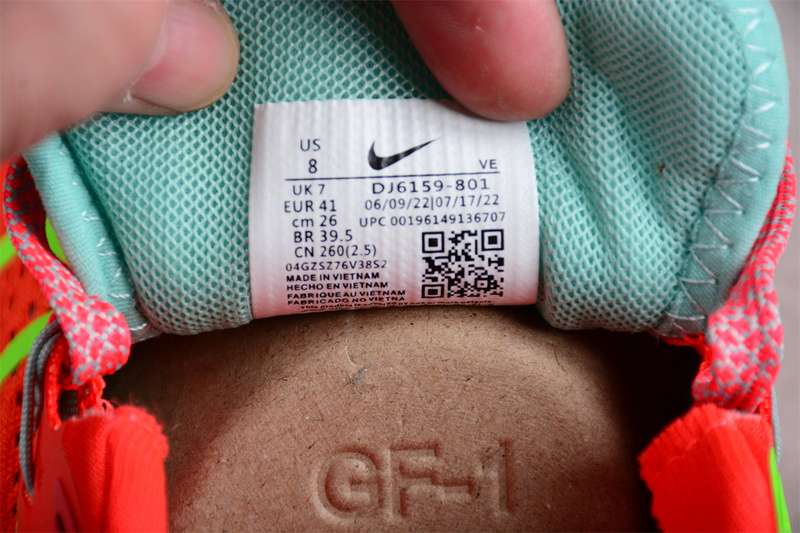 US
8
VE
UK 7 DJ6159-801
EUR 41 06/09/22|07/17/22
cm 26 UPC 00196149136707
BR 39.5
CN 260(2.5)
04GZSZ76V38S2
MADE IN VIETNAM
HECHO EN VIETNAM
FABRIQUE AU VIETNAM
FABRICADO NO VIETNA
GF-1